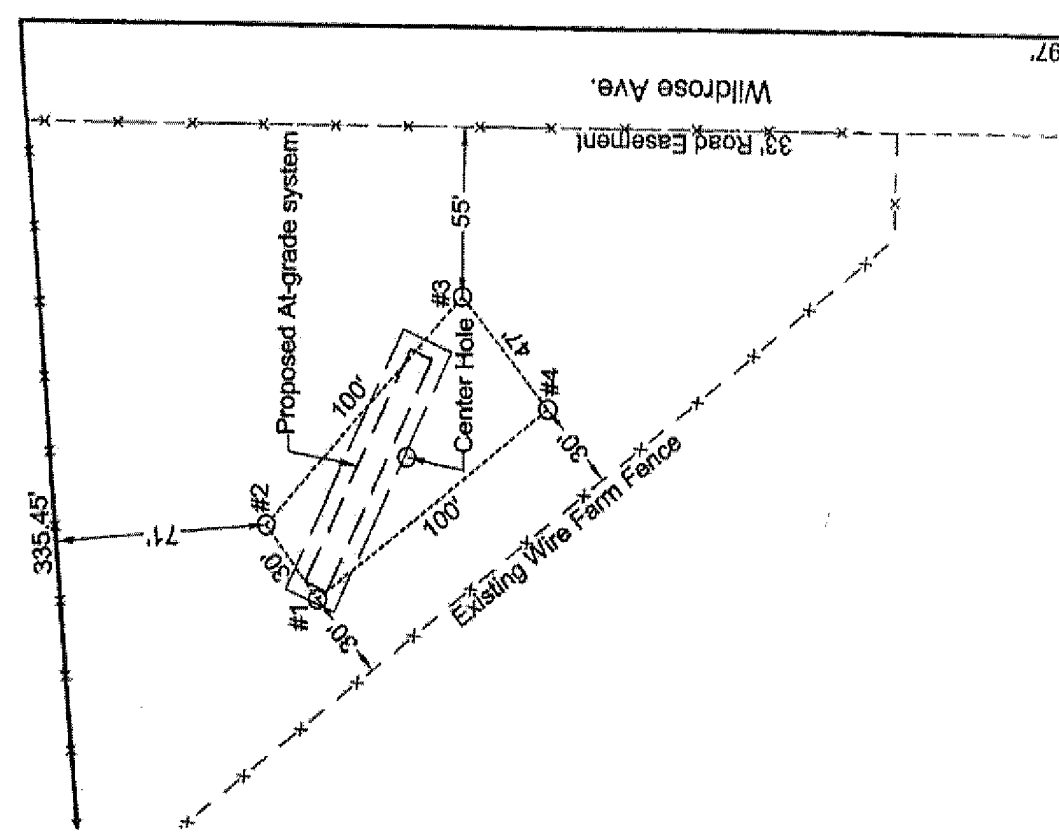 97'
Wildrose Ave.
33' Road Easement
Proposed At-grade system
55'
335.45'
71'
#2
100'
#3
Center Hole
47'
#4
30'
#1
30'
100'
30'
Existing Wire Farm Fence